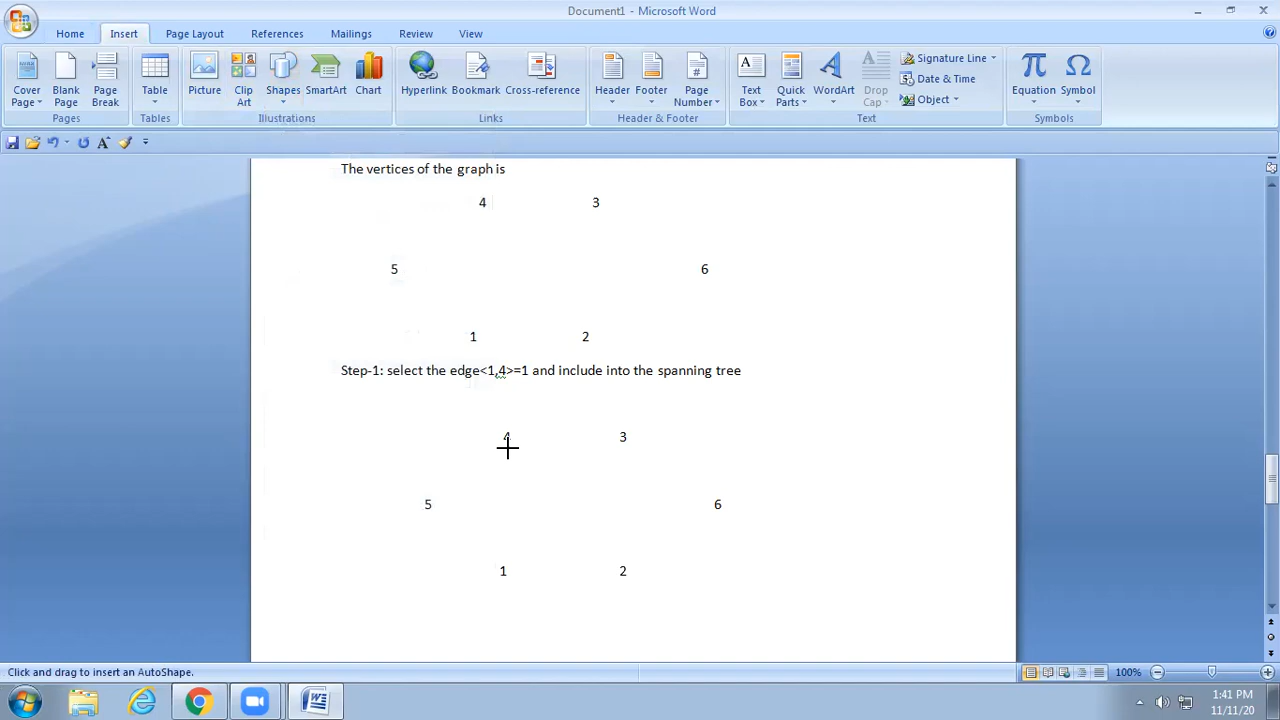 Document1 - Microsoft Word
Home Insert Page Layout References Mailings Review View
Cover Page Blank Page Page Break Table Picture Clip Art Shapes SmartArt Chart Hyperlink Bookmark Cross-reference Header Footer Page Number Text Box Quick Parts WordArt Drop Cap Signature Line Date & Time Object Equation Symbol
Pages Tables Illustrations Links Header & Footer Text Symbols
The vertices of the graph is
4 3
5 6
1 2
Step-1: select the edge<1,4>=1 and include into the spanning tree
4 3
5 6
1 2
Click and drag to insert an AutoShape. 100%
1:41 PM
11/11/20